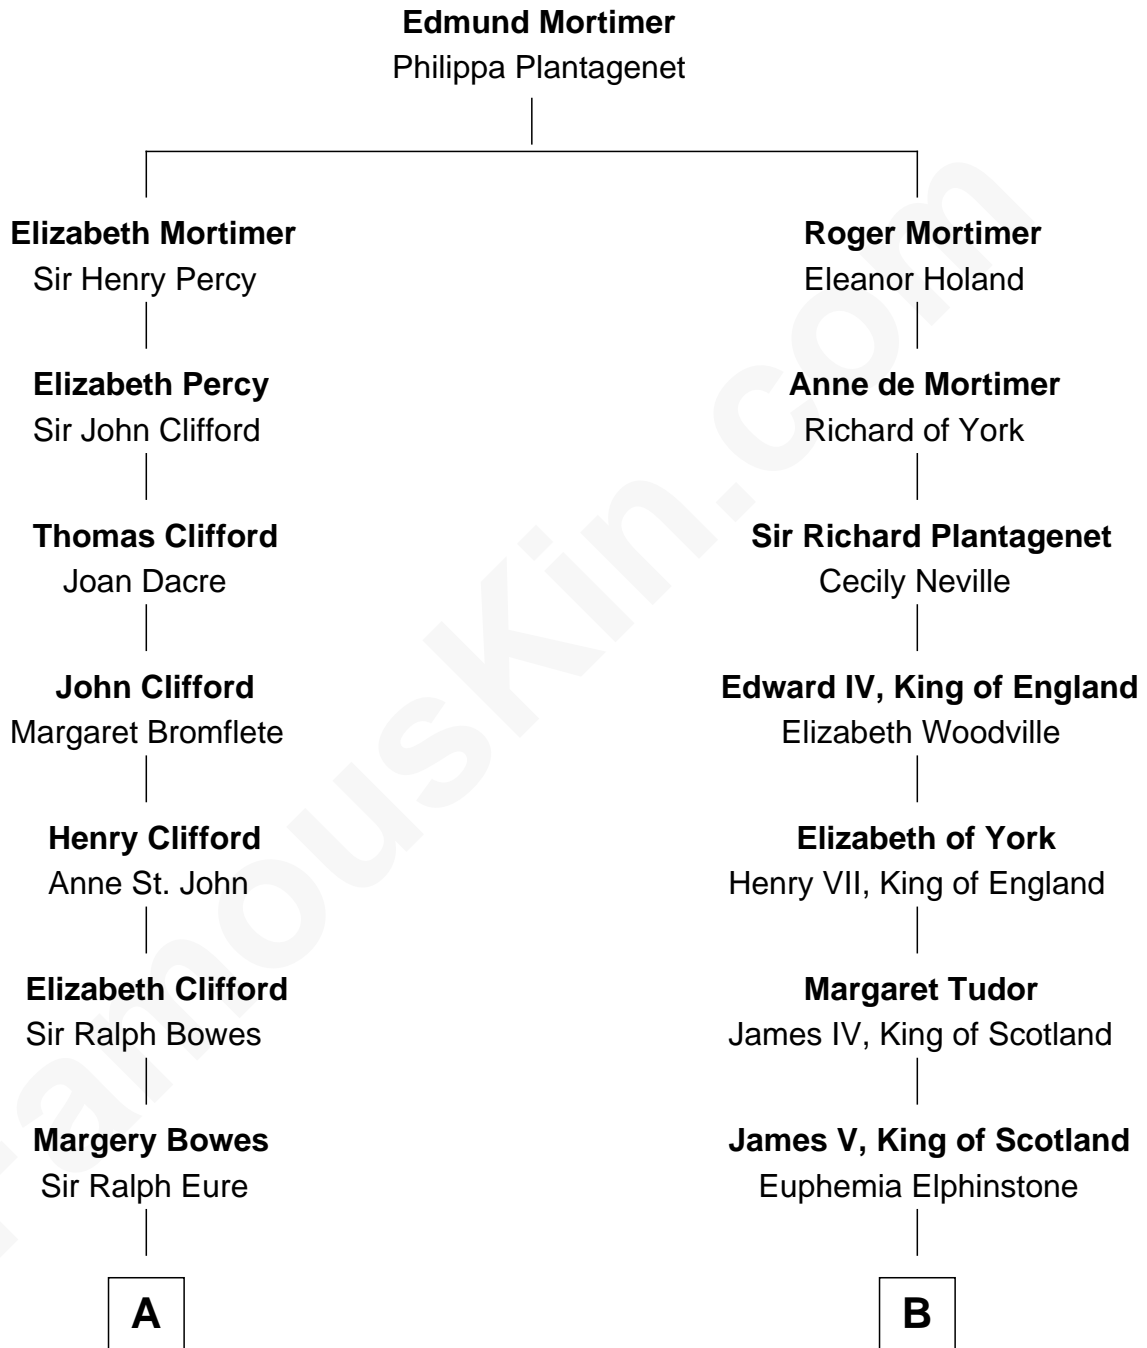 Edmund Mortimer
Philippa Plantagenet
Elizabeth Mortimer
Sir Henry Percy
Roger Mortimer
Eleanor Holand
Elizabeth Percy
Sir John Clifford
Anne de Mortimer
Richard of York
Thomas Clifford
Joan Dacre
Sir Richard Plantagenet
Cecily Neville
John Clifford
Margaret Bromflete
Edward IV, King of England
Elizabeth Woodville
Henry Clifford
Anne St. John
Elizabeth of York
Henry VII, King of England
Elizabeth Clifford
Sir Ralph Bowes
Margaret Tudor
James IV, King of Scotland
Margery Bowes
Sir Ralph Eure
James V, King of Scotland
Euphemia Elphinstone
A
B
FamousKin.com